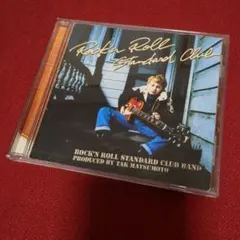 Rock'n Roll
Standard Club
ROCK'N ROLL STANDARD CLUB BAND
PRODUCED BY TAK MATSUMOTO